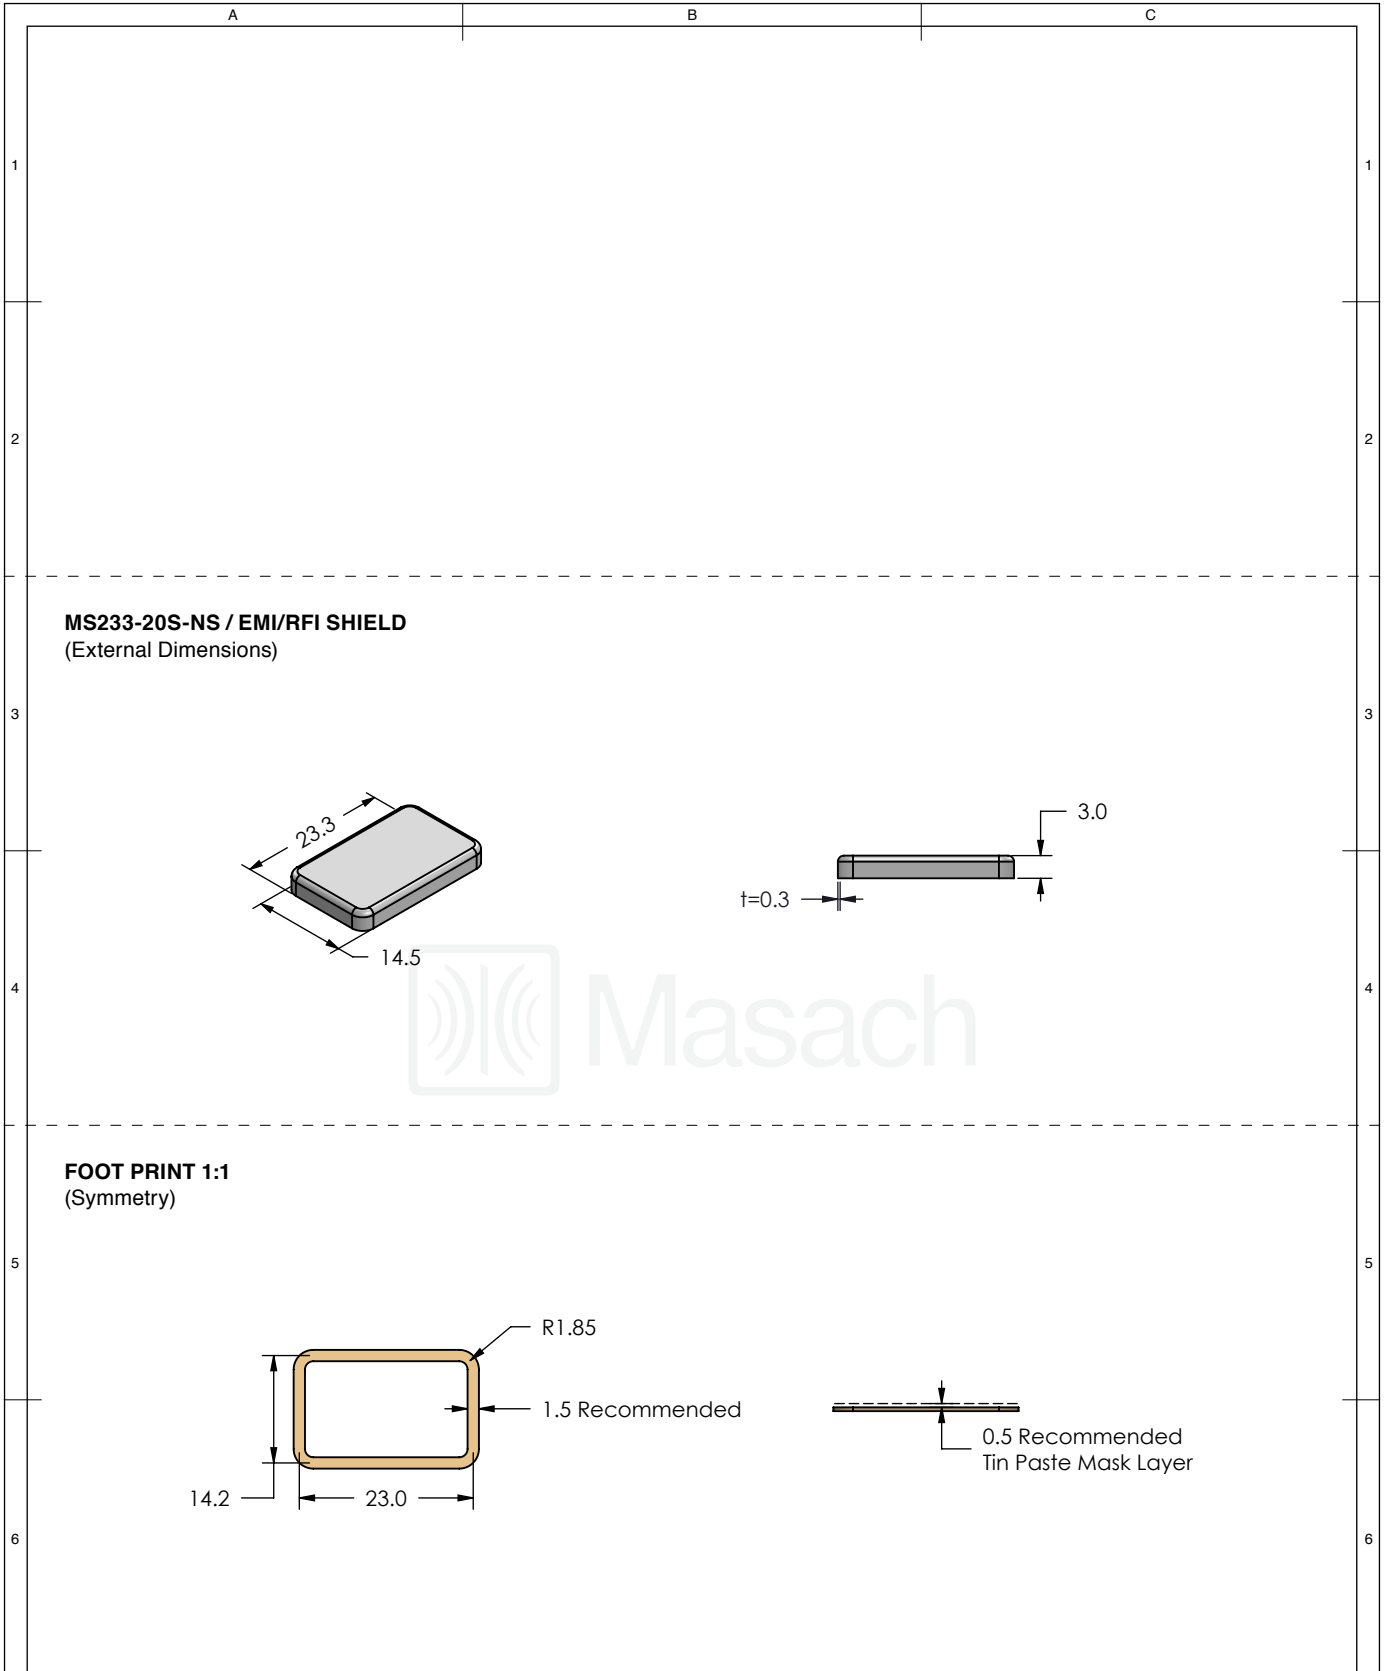 A B C
1 1
2 2
MS233-20S-NS / EMI/RFI SHIELD
(External Dimensions)
3 3
23.3
3.0
t=0.3
14.5
4 4
Masach
FOOT PRINT 1:1
(Symmetry)
5 5
R1.85
1.5 Recommended
0.5 Recommended
Tin Paste Mask Layer
14.2
23.0
6 6